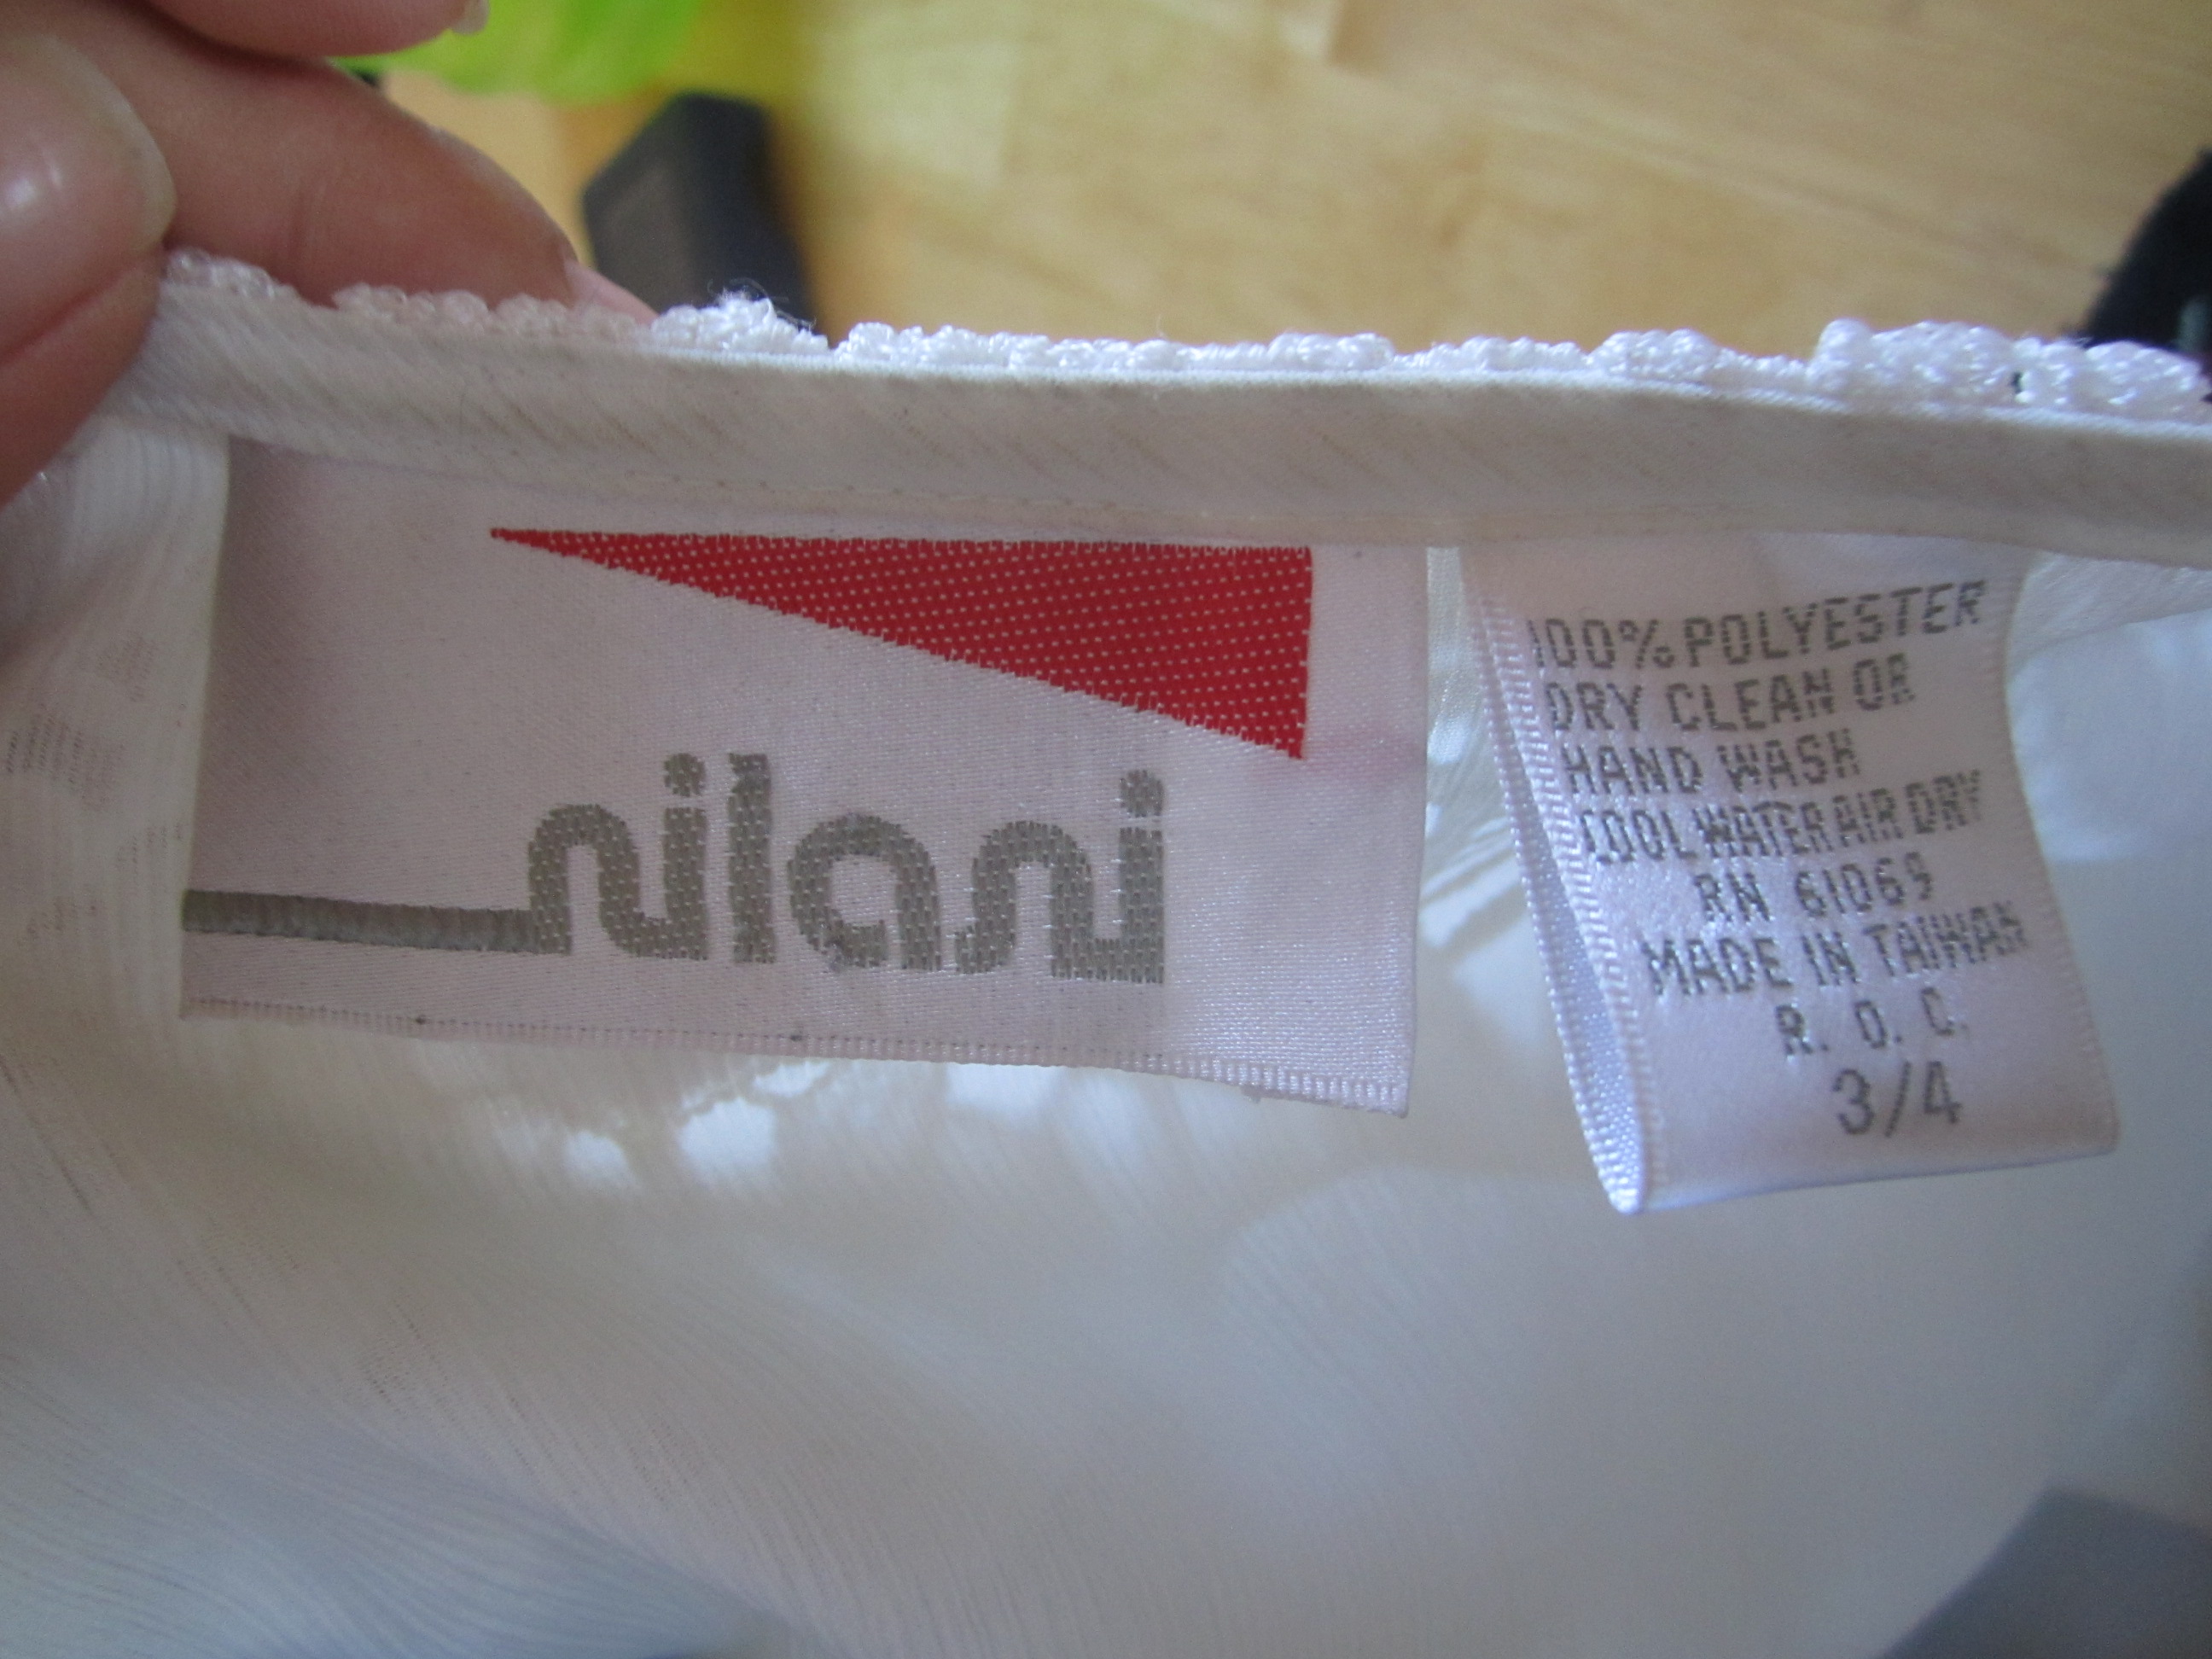 nilani
100% POLYESTER
DRY CLEAN OR
HAND WASH
COOL WATER AIR DRY
RN 61069
MADE IN TAIWAN
R. O. C.
3/4